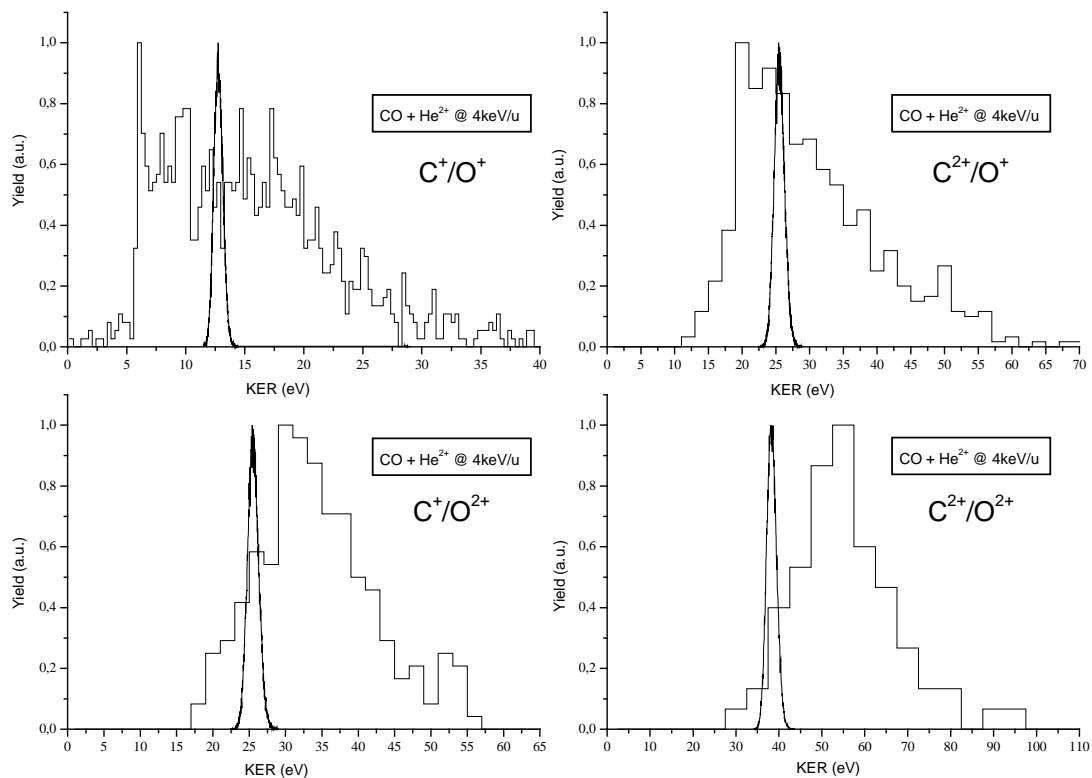 1,0
0,8
0,6
0,4
0,2
0,0
Yield (a.u.)
CO + He²⁺ @ 4keV/u
C⁺/O⁺
0 5 10 15 20 25 30 35 40
KER (eV)
1,0
0,8
0,6
0,4
0,2
0,0
Yield (a.u.)
CO + He²⁺ @ 4keV/u
C²⁺/O⁺
0 5 10 15 20 25 30 35 40 45 50 55 60 65 70
KER (eV)
1,0
0,8
0,6
0,4
0,2
0,0
Yield (a.u.)
CO + He²⁺ @ 4keV/u
C⁺/O²⁺
0 5 10 15 20 25 30 35 40 45 50 55 60 65
KER (eV)
1,0
0,8
0,6
0,4
0,2
0,0
Yield (a.u.)
CO + He²⁺ @ 4keV/u
C²⁺/O²⁺
0 10 20 30 40 50 60 70 80 90 100 110
KER (eV)